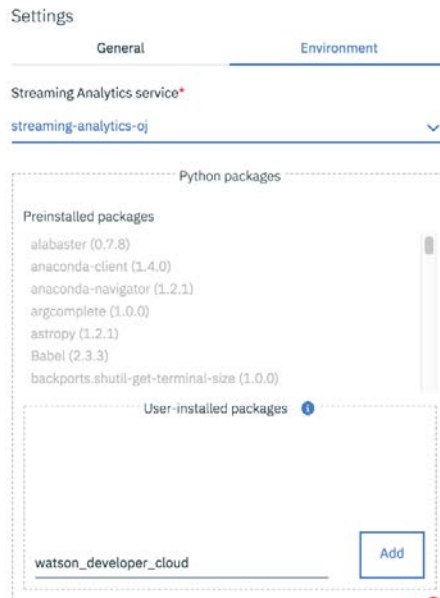 Settings
General Environment
Streaming Analytics service*
streaming-analytics-oj
Python packages
Preinstalled packages
alabaster (0.7.8)
anaconda-client (1.4.0)
anaconda-navigator (1.2.1)
argcomplete (1.0.0)
astropy (1.2.1)
Babel (2.3.3)
backports.shutil-get-terminal-size (1.0.0)
User-installed packages
watson_developer_cloud Add